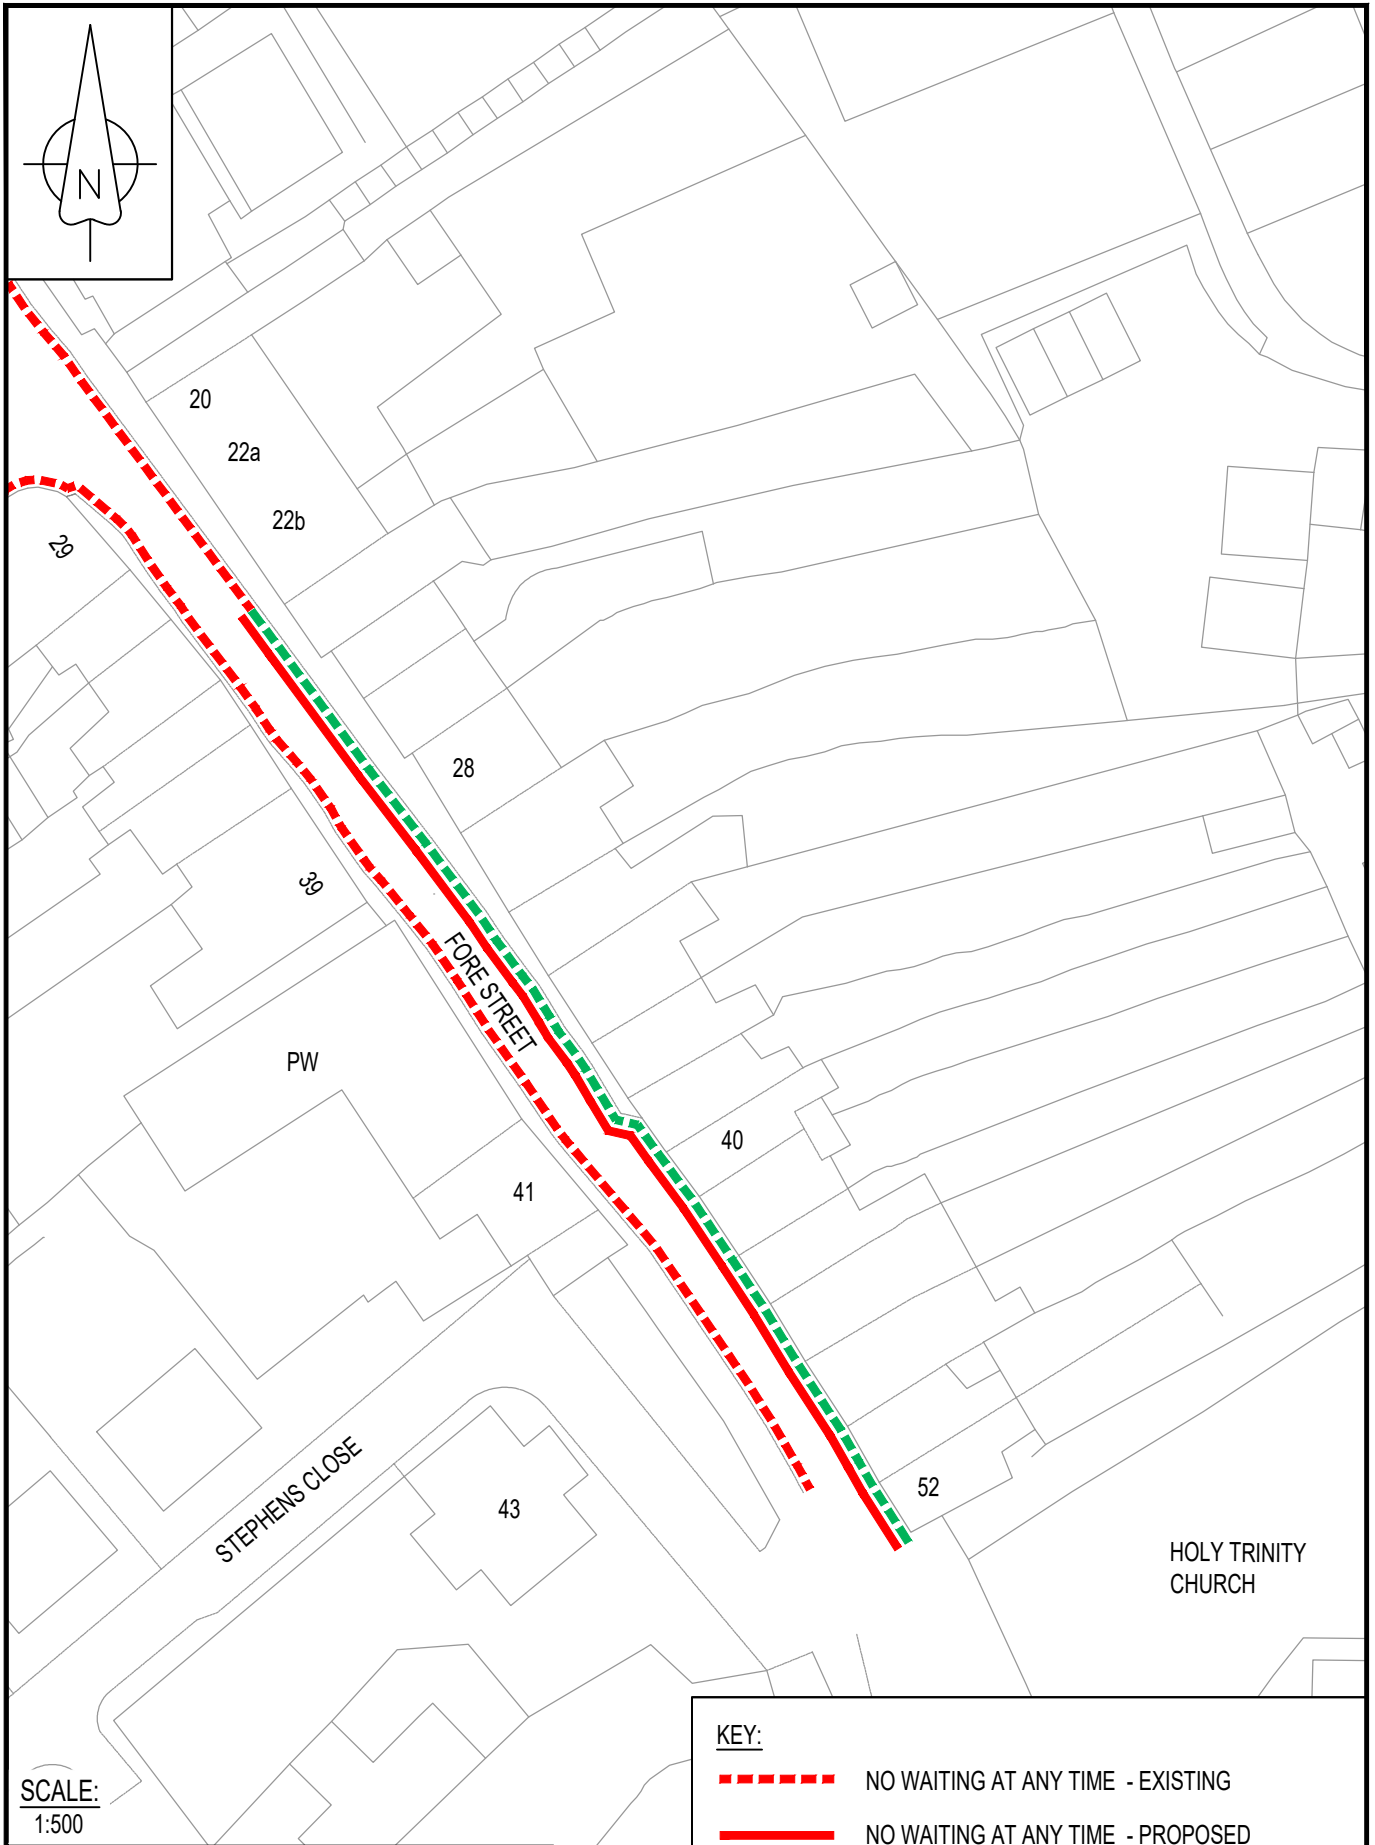 N
20
22a
22b
29
28
39
FORE STREET
PW
40
41
STEPHENS CLOSE
43
52
HOLY TRINITY
CHURCH
KEY:
NO WAITING AT ANY TIME - EXISTING
NO WAITING AT ANY TIME - PROPOSED
SCALE:
1:500